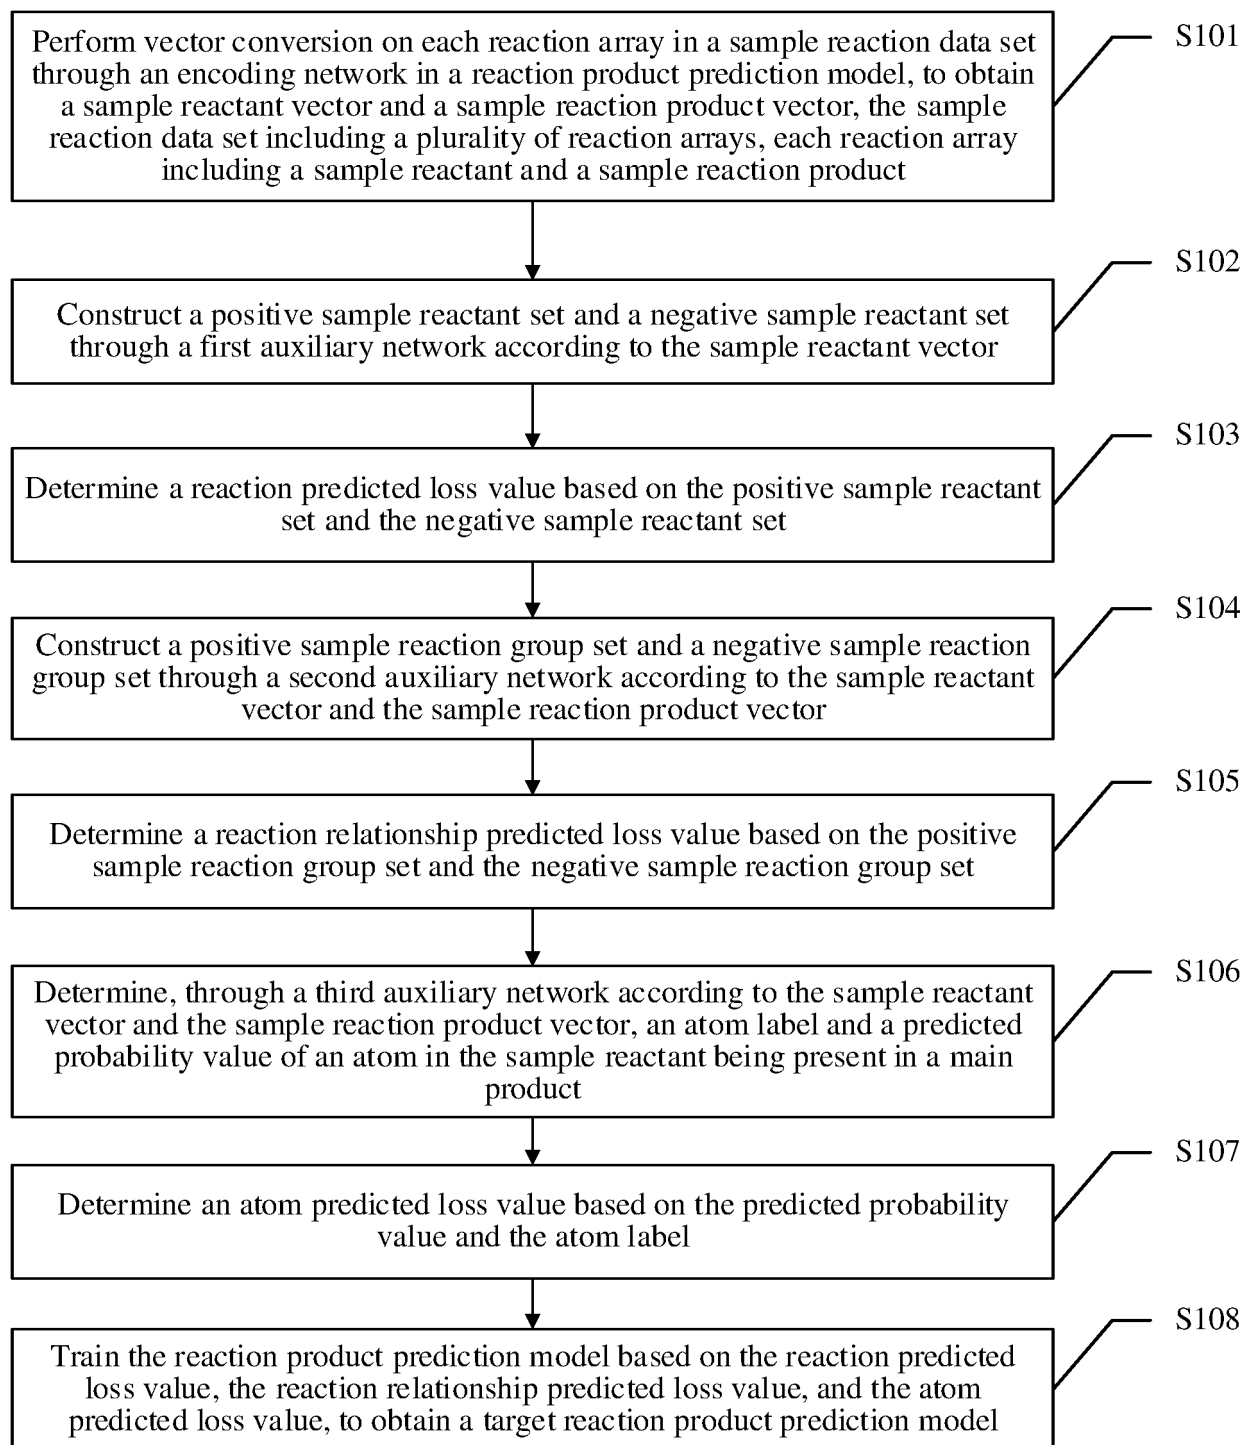 Perform vector conversion on each reaction array in a sample reaction data set
through an encoding network in a reaction product prediction model, to obtain
a sample reactant vector and a sample reaction product vector, the sample
reaction data set including a plurality of reaction arrays, each reaction array
including a sample reactant and a sample reaction product
S101
Construct a positive sample reactant set and a negative sample reactant set
through a first auxiliary network according to the sample reactant vector
S102
Determine a reaction predicted loss value based on the positive sample reactant
set and the negative sample reactant set
S103
Construct a positive sample reaction group set and a negative sample reaction
group set through a second auxiliary network according to the sample reactant
vector and the sample reaction product vector
S104
Determine a reaction relationship predicted loss value based on the positive
sample reaction group set and the negative sample reaction group set
S105
Determine, through a third auxiliary network according to the sample reactant
vector and the sample reaction product vector, an atom label and a predicted
probability value of an atom in the sample reactant being present in a main
product
S106
Determine an atom predicted loss value based on the predicted probability
value and the atom label
S107
Train the reaction product prediction model based on the reaction predicted
loss value, the reaction relationship predicted loss value, and the atom
predicted loss value, to obtain a target reaction product prediction model
S108